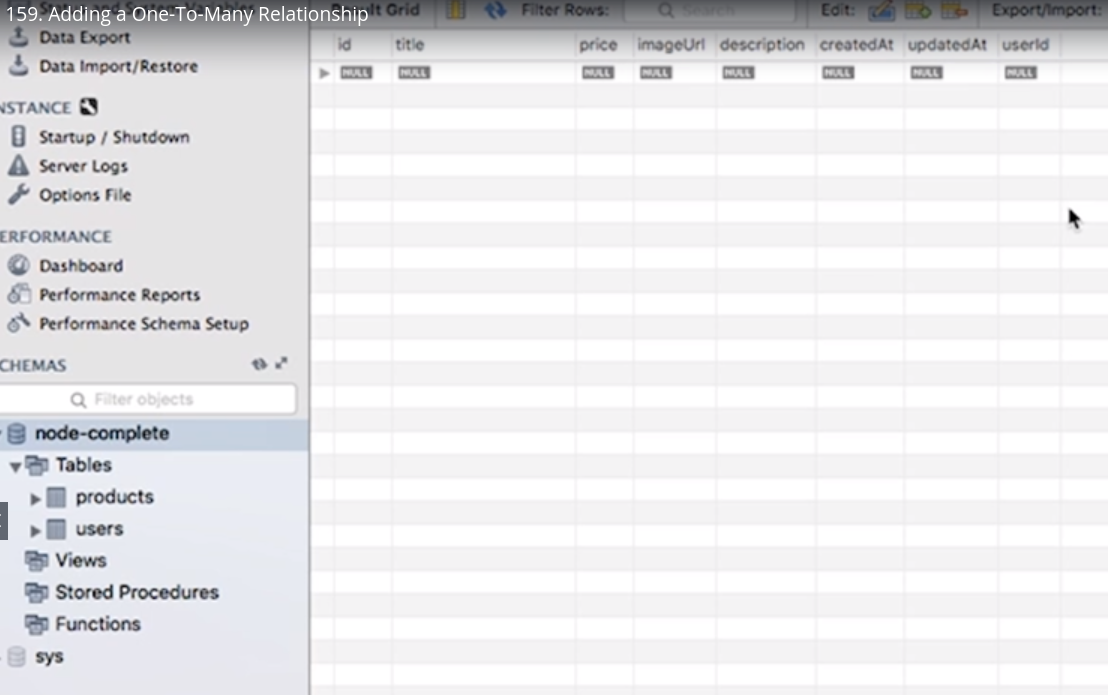 159. Adding a One-To-Many Relationship
Grid
Filter Rows:
Search
Edit:
Export/Import:
Data Export
Data Import/Restore
NSTANCE
Startup / Shutdown
Server Logs
Options File
ERFORMANCE
Dashboard
Performance Reports
Performance Schema Setup
CHEMAS
Filter objects
node-complete
Tables
products
users
Views
Stored Procedures
Functions
sys
id title price imageUrl description createdAt updatedAt userId
NULL NULL NULL NULL NULL NULL NULL NULL